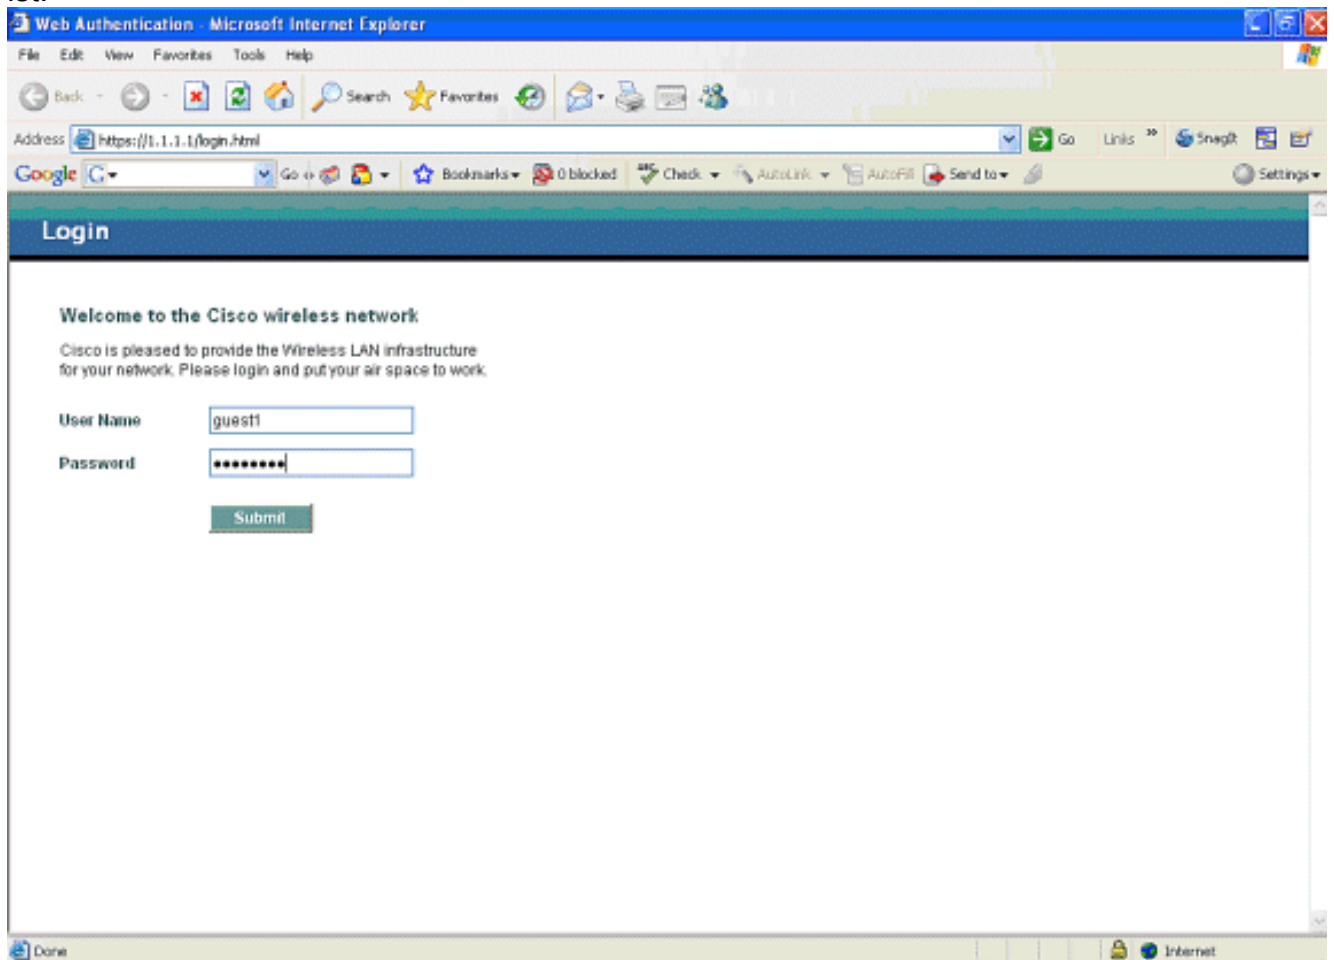 Web Authentication - Microsoft Internet Explorer
File Edit View Favorites Tools Help
Back Search Favorites
Address https://1.1.1.1/login.html Go Links » SnagIt
Google G Go Bookmarks 0 blocked Check AutoLink AutoFill Send to Settings
Login
Welcome to the Cisco wireless network
Cisco is pleased to provide the Wireless LAN infrastructure
for your network. Please login and put your air space to work.
User Name guest1
Password ••••••••
Submit
Done Internet